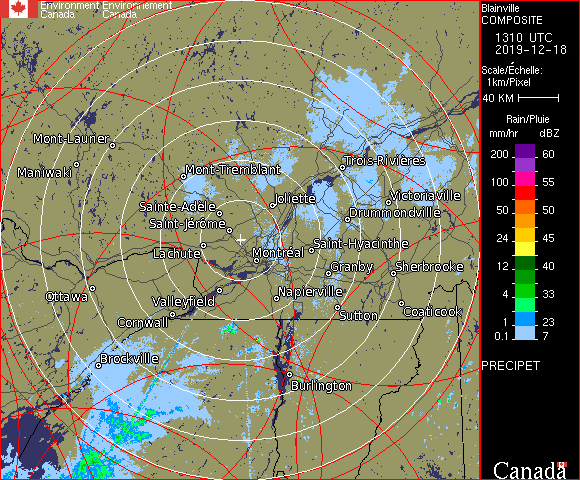 Environment Environnement
Canada Canada
Blainville
COMPOSITE
1310 UTC
2019-12-18
Scale/Échelle:
1km/Pixel
40 KM
Rain/Pluie
mm/hr dBZ
200 60
100 55
50 50
24 45
12 40
4 33
1 23
0.1 7
PRECIPET
Canada
Mont-Laurier
Maniwaki
Mont-Tremblant
Trois-Rivières
Sainte-Adele
Joliette
Victoriaville
Drummondville
Saint-Jérôme
Lachute
Montréal
Saint-Hyacinthe
Granby
Sherbrooke
Ottawa
Valleyfield
Napierville
Cornwall
Sutton
Coaticook
Brockville
Burlington